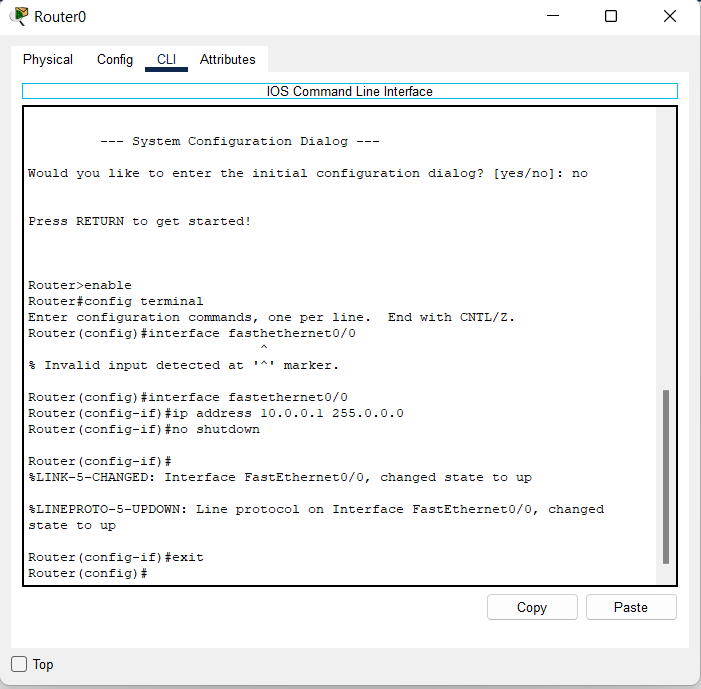 Router0
Physical Config CLI Attributes
IOS Command Line Interface
--- System Configuration Dialog ---
Would you like to enter the initial configuration dialog? [yes/no]: no
Press RETURN to get started!
Router>enable
Router#config terminal
Enter configuration commands, one per line.  End with CNTL/Z.
Router(config)#interface fasthethernet0/0
^
% Invalid input detected at '^' marker.
Router(config)#interface fastethernet0/0
Router(config-if)#ip address 10.0.0.1 255.0.0.0
Router(config-if)#no shutdown
Router(config-if)#
%LINK-5-CHANGED: Interface FastEthernet0/0, changed state to up
%LINEPROTO-5-UPDOWN: Line protocol on Interface FastEthernet0/0, changed
state to up
Router(config-if)#exit
Router(config)#
Copy Paste
Top